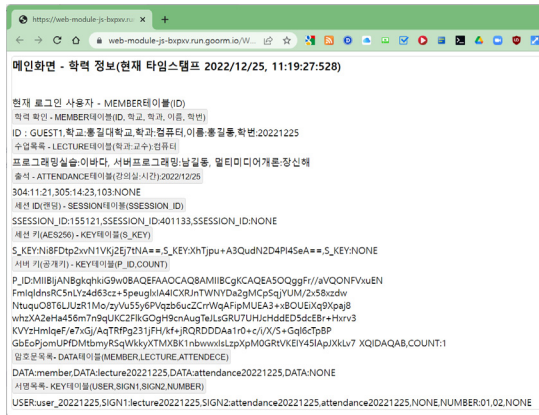 https://web-module-js-bxpxv.run
web-module-js-bxpxv.run.goorm.io/W...
메인화면 - 학력 정보(현재 타임스탬프 2022/12/25, 11:19:27:528)
현재 로그인 사용자 - MEMBER테이블(ID)
학력 확인 - MEMBER테이블(ID, 학교, 학과, 이름, 학번)
ID : GUEST1,학교:홍길대학교,학과:컴퓨터,이름:홍길동,학번:20221225
수업목록 - LECTURE테이블(학과:교수):컴퓨터
프로그래밍실습:이바다, 서버프로그래밍:남길동, 멀티미디어개론:장신해
출석 - ATTENDANCE테이블(강의실:시간):2022/12/25
304:11:21,305:14:23,103:NONE
세션 ID(랜덤) - SESSION테이블(SSESSION_ID)
SSESSION_ID:155121,SSESSION_ID:401133,SSESSION_ID:NONE
세션 키(AES256) - KEY테이블(S_KEY)
S_KEY:Ni8FDtp2xvN1VKj2Ej7tNA==,S_KEY:XhTjpu+A3QudN2D4Pl4SeA==,S_KEY:NONE
서버 키(공개키) - KEY테이블(P_ID,COUNT)
P_ID:MIIBIjANBgkqhkiG9w0BAQEFAAOCAQ8AMIIBCgKCAQEA5OQggFr//aVQONFVxuEN
FmIqldnsRC5nLYz4d63cz+5peuglxIA4ICXRJnTWNYDa2gMCpSqjYUM/2x58xzdw
NtuquO8T6LJUzR1Mo/zyVu55y6PVqzb6ucZCrrWqAFipMUEA3+xBOUEiXq9Xpaj8
whzXA2eHa456m7n9qUKC2FlkGOgH9cnAugTeJLsGRU7UHJcHddED5dcEBr+Hxrv3
KVYzHmlqeF/e7xGj/AqTRfPg231jFH/kf+jRQRDDDAa1r0+c/i/X/S+GqI6cTpBP
GbEoPjomUPfDMtbmyRSqWkkyXTMXBK1nbwwxlsLzpXpM0GRtVKEIY45lApJXkLv7 XQIDAQAB,COUNT:1
암호문목록- DATA테이블(MEMBER,LECTURE,ATTENDECE)
DATA:member,DATA:lecture20221225,DATA:attendance20221225,DATA:NONE
서명목록- KEY테이블(USER,SIGN1,SIGN2,NUMBER)
USER:user_20221225,SIGN1:lecture20221225,SIGN2:attendance20221225,attendance20221225,NONE,NUMBER:01,02,NONE